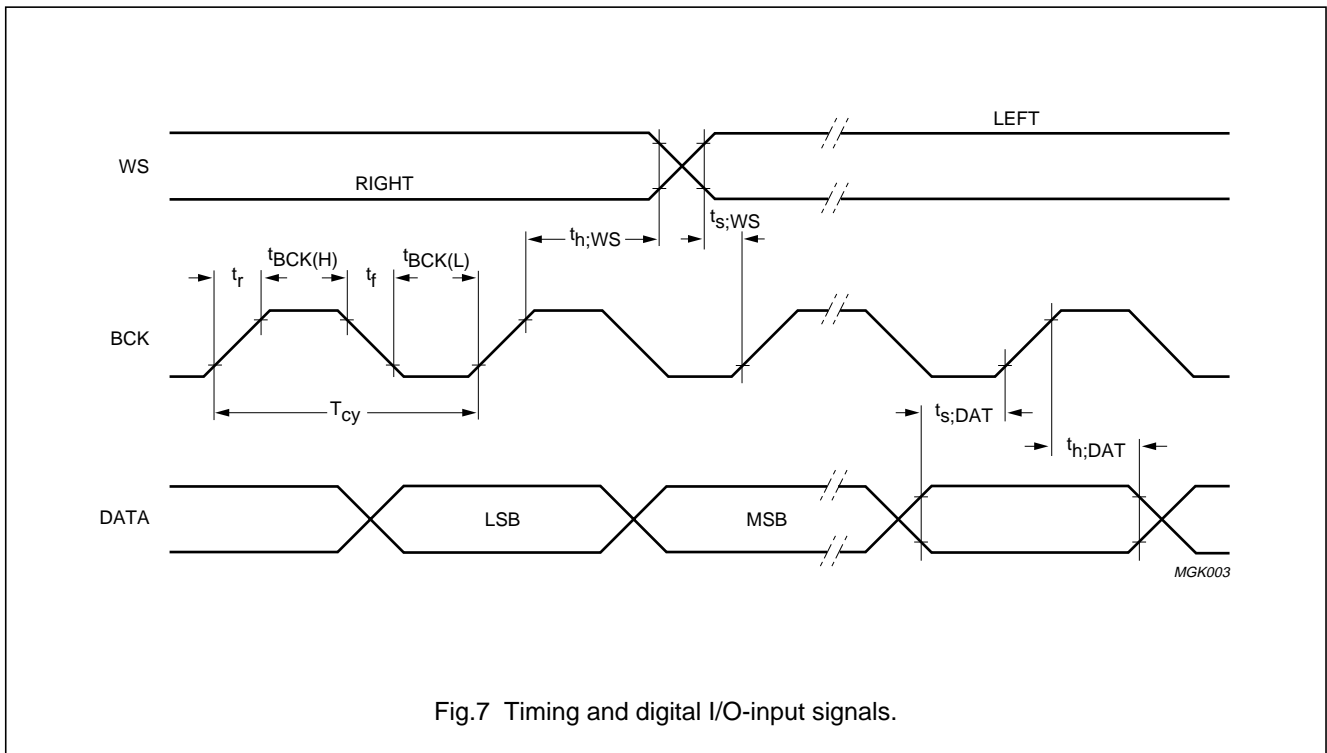 LEFT
WS
RIGHT
ts;WS
th;WS
tr
tBCK(H)
tf
tBCK(L)
BCK
Tcy
ts;DAT
th;DAT
DATA
LSB
MSB
MGK003
Fig.7 Timing and digital I/O-input signals.